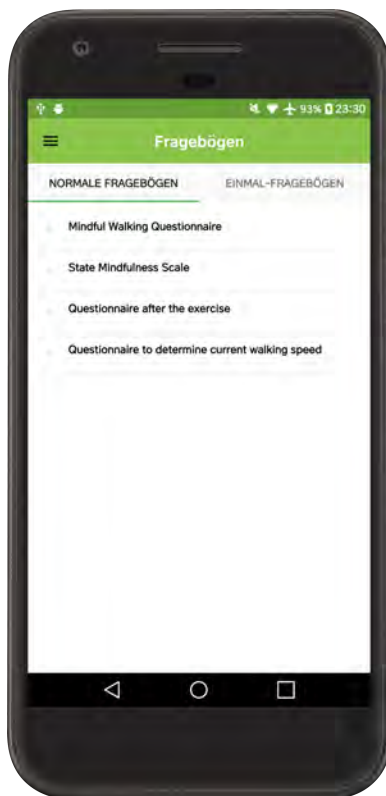 93% 23:30
Fragebögen
NORMALE FRAGEBÖGEN EINMAL-FRAGEBÖGEN
Mindful Walking Questionnaire
State Mindfulness Scale
Questionnaire after the exercise
Questionnaire to determine current walking speed